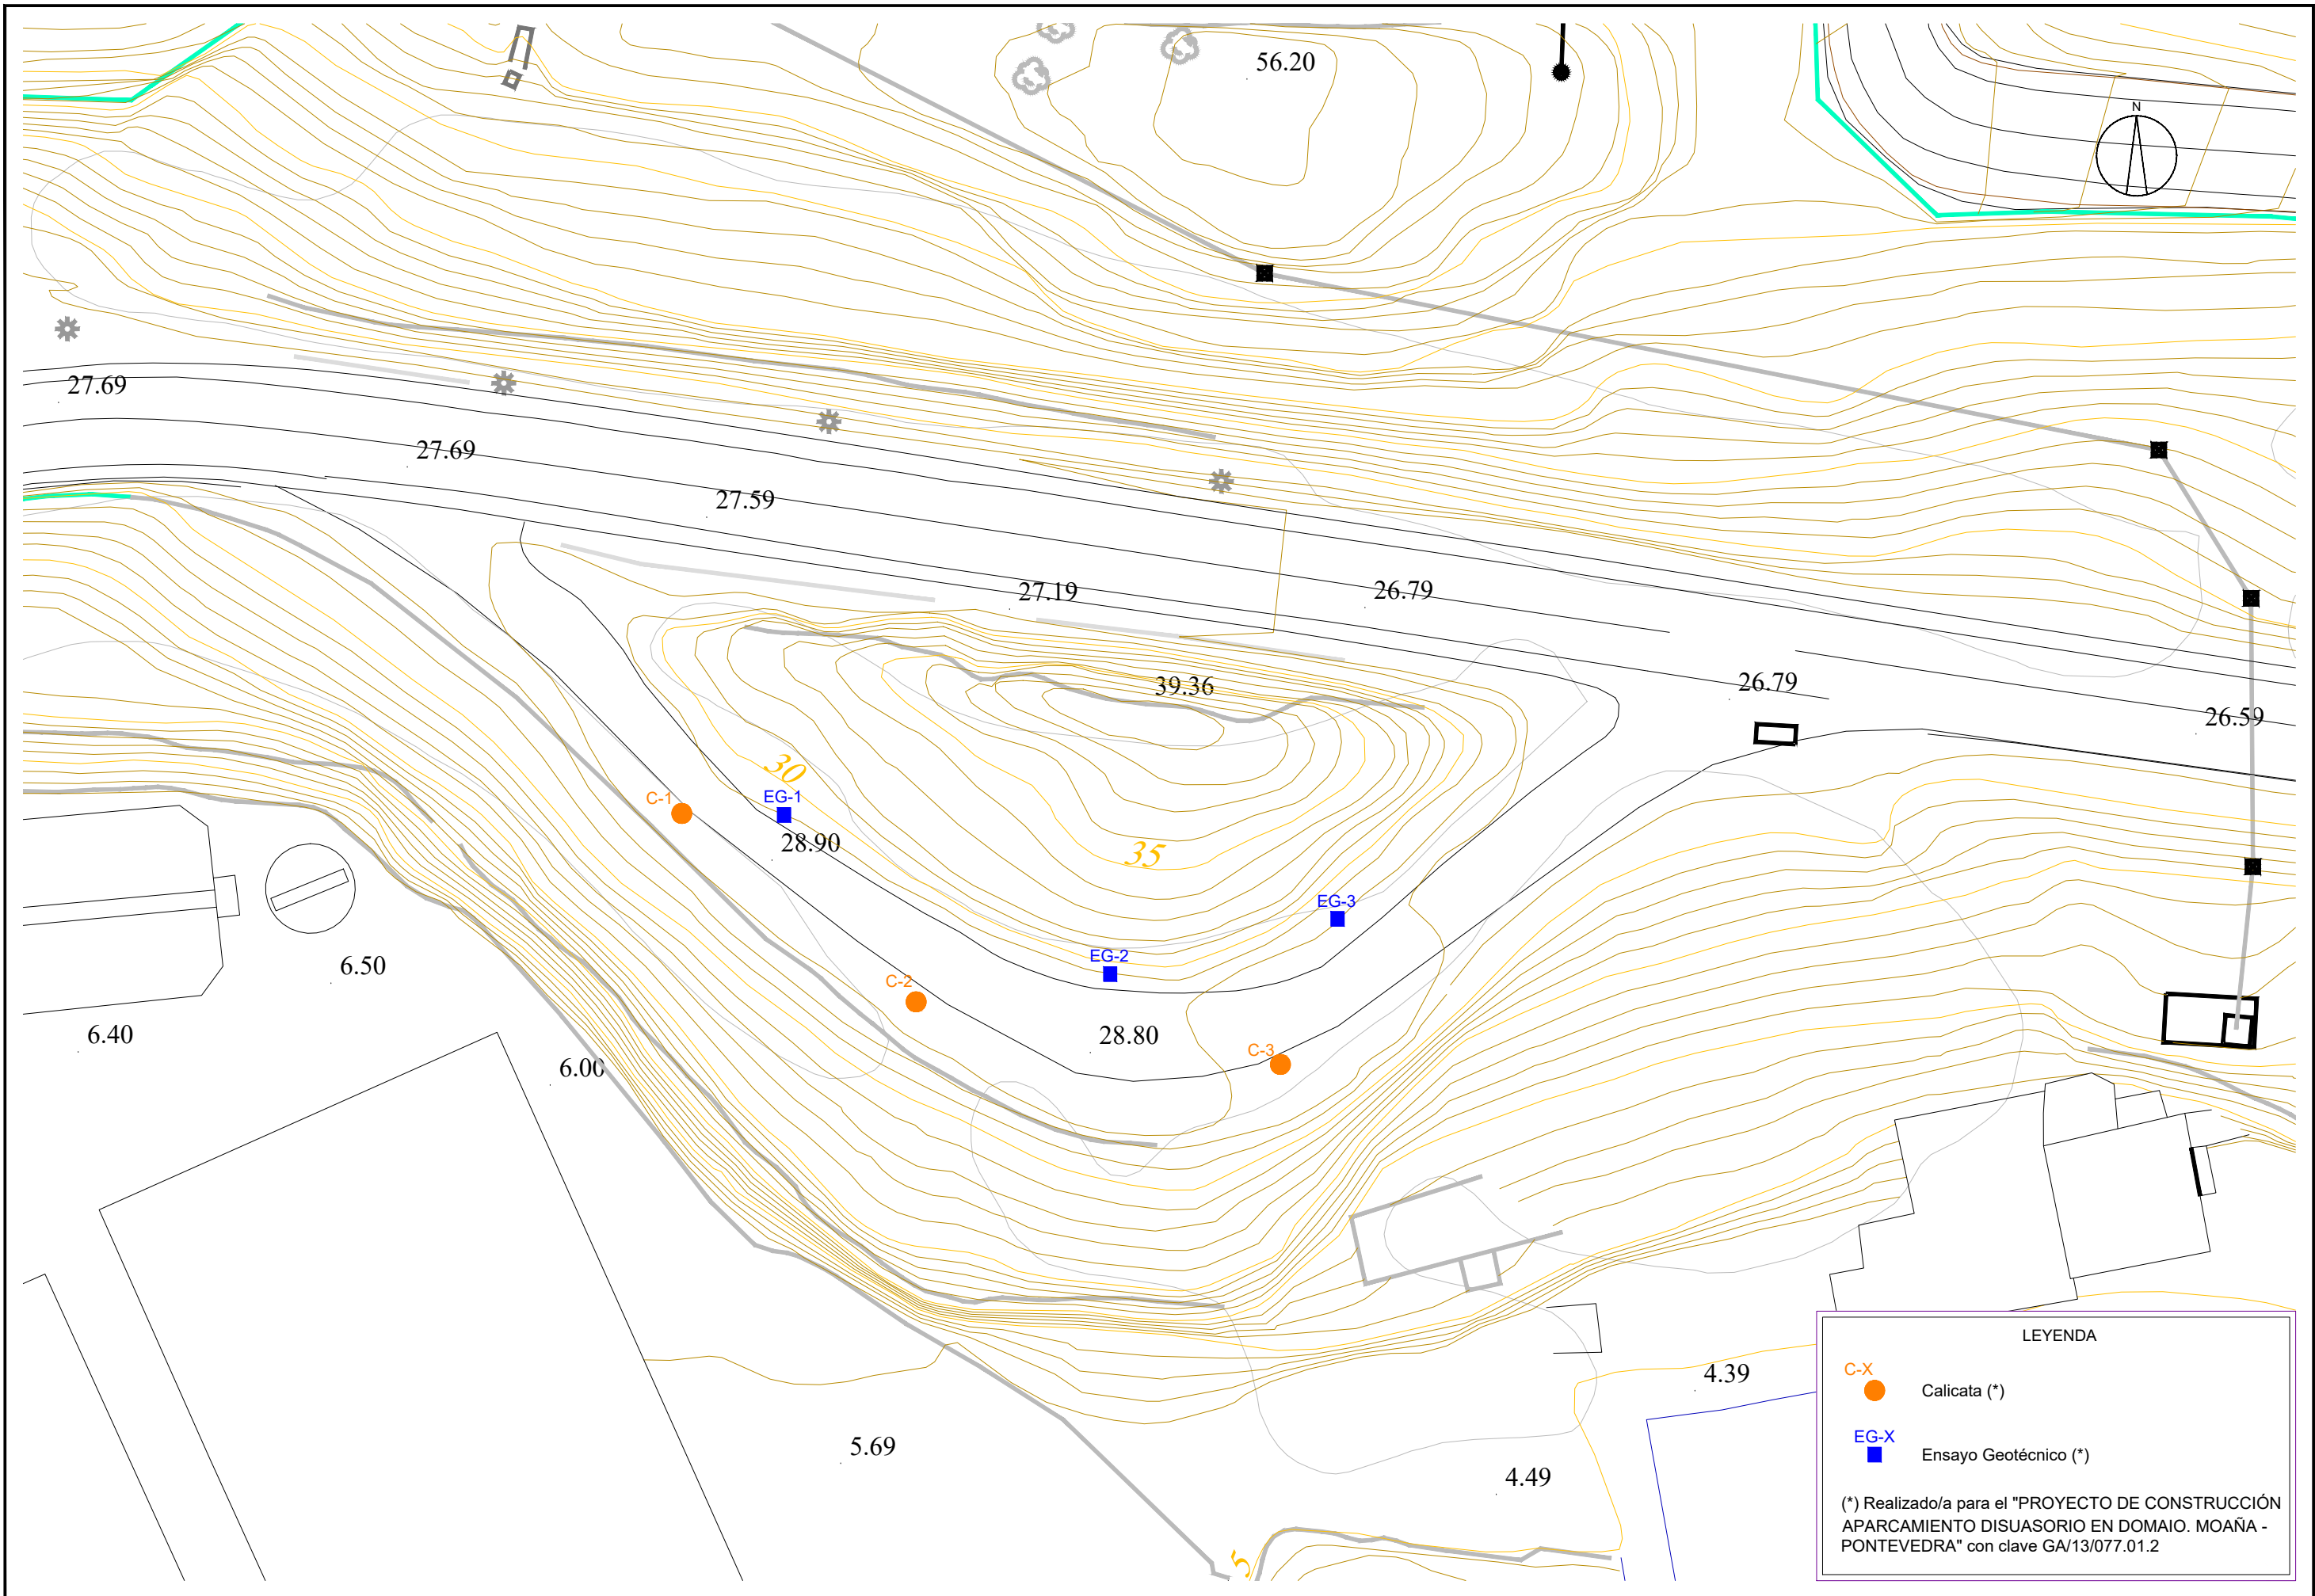 56.20
N
27.69
27.69
27.59
27.19
26.79
39.36
26.79
26.59
30
C-1
EG-1
28.90
35
EG-3
EG-2
6.50
C-2
6.40
28.80
C-3
6.00
5.69
4.49
4.39
5
LEYENDA
C-X
Calicata (*)
EG-X
Ensayo Geotécnico (*)
(*) Realizado/a para el "PROYECTO DE CONSTRUCCIÓN
APARCAMIENTO DISUASORIO EN DOMAIO. MOAÑA -
PONTEVEDRA" con clave GA/13/077.01.2